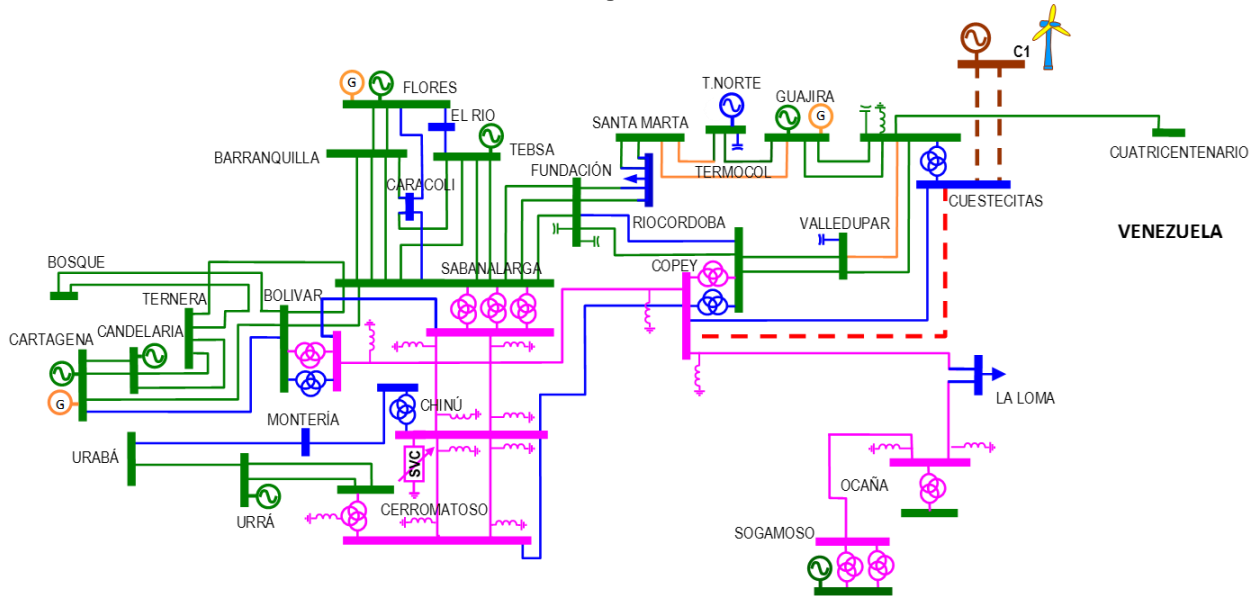 C1
G
FLORES
T.NORTE
GUAJIRA
G
EL RIO
SANTA MARTA
BARRANQUILLA
TEBSA
CUATRICENTENARIO
FUNDACIÓN
TERMOCOL
CARACOLI
CUESTECITAS
RIOCORDOBA
VALLEDUPAR
VENEZUELA
BOSQUE
SABANALARGA
COPEY
TERNERA
BOLIVAR
CARTAGENA
CANDELARIA
G
CHINÚ
LA LOMA
MONTERÍA
URABÁ
SVC
OCAÑA
CERROMATOSO
URRÁ
SOGAMOSO